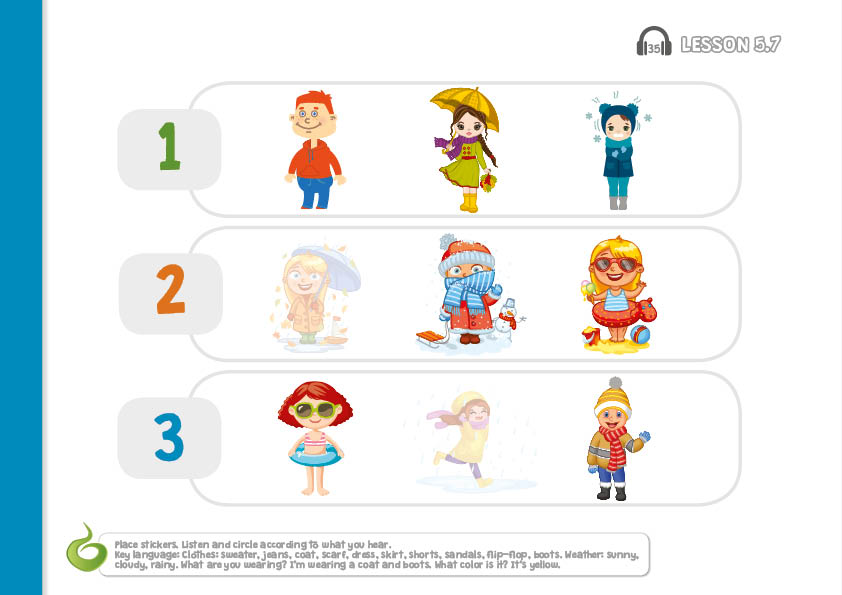 35 LESSON 5.7
1
2
3
Place stickers. Listen and circle according to what you hear.
Key language: Clothes: sweater, jeans, coat, scarf, dress, skirt, shorts, sandals, flip-flop, boots. Weather: sunny,
cloudy, rainy. What are you wearing? I'm wearing a coat and boots. What color is it? It's yellow.